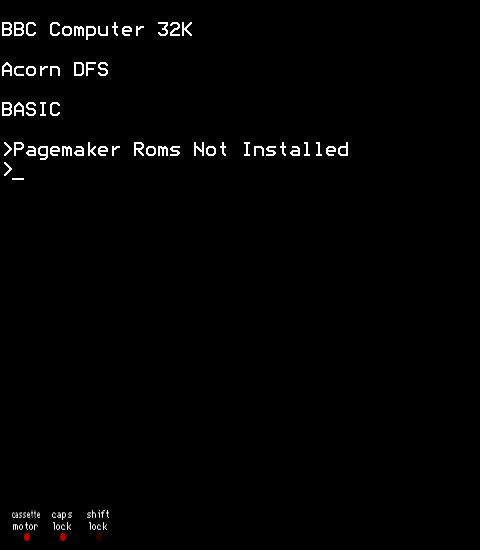 BBC Computer 32K
Acorn DFS
BASIC
>Pagemaker Roms Not Installed
>_
cassette motor
caps lock
shift lock